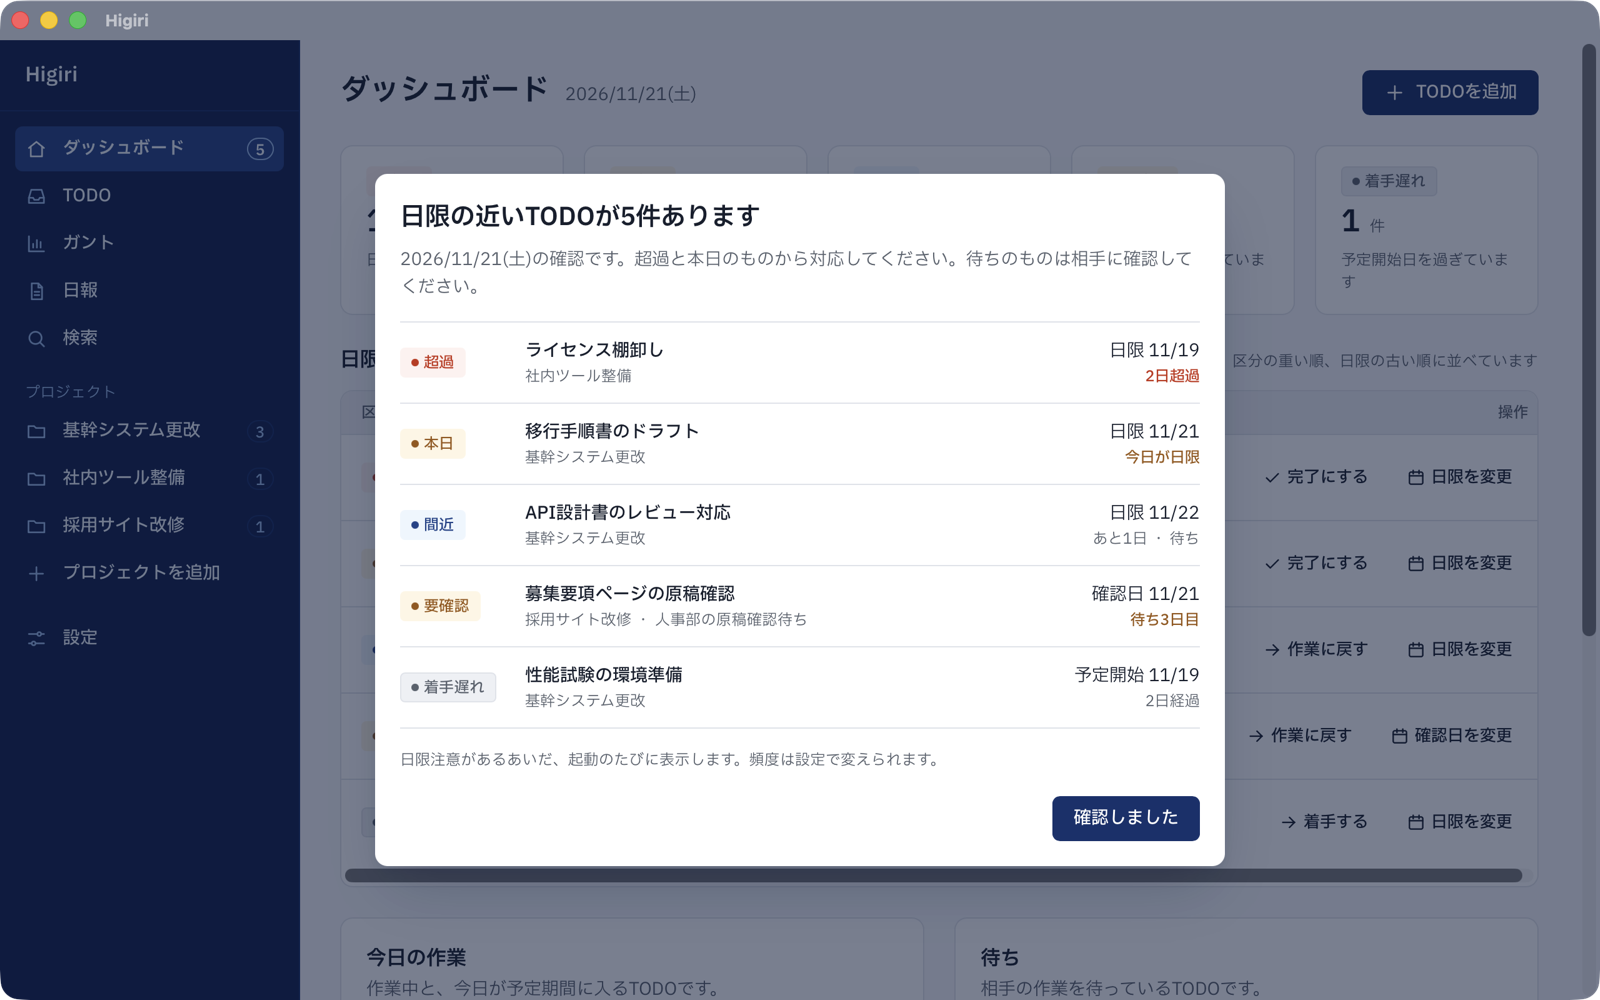 Higiri
Higiri
ダッシュボード 5
TODO
ガント
日報
検索
プロジェクト
基幹システム更改 3
社内ツール整備 1
採用サイト改修 1
プロジェクトを追加
設定
ダッシュボード 2026/11/21(土)
TODOを追加
着手遅れ
1 件
予定開始日を過ぎていま
す
ていま
日限
区分の重い順、日限の古い順に並べています
操作
完了にする 日限を変更
完了にする 日限を変更
作業に戻す 日限を変更
作業に戻す 確認日を変更
着手する 日限を変更
日限の近いTODOが5件あります
2026/11/21(土)の確認です。超過と本日のものから対応してください。待ちのものは相手に確認して
ください。
超過 ライセンス棚卸し 日限 11/19
社内ツール整備 2日超過
本日 移行手順書のドラフト 日限 11/21
基幹システム更改 今日が日限
間近 API設計書のレビュー対応 日限 11/22
基幹システム更改 あと1日 ・ 待ち
要確認 募集要項ページの原稿確認 確認日 11/21
採用サイト改修 ・ 人事部の原稿確認待ち 待ち3日目
着手遅れ 性能試験の環境準備 予定開始 11/19
基幹システム更改 2日経過
日限注意があるあいだ、起動のたびに表示します。頻度は設定で変えられます。
確認しました
今日の作業
作業中と、今日が予定期間に入るTODOです。
待ち
相手の作業を待っているTODOです。